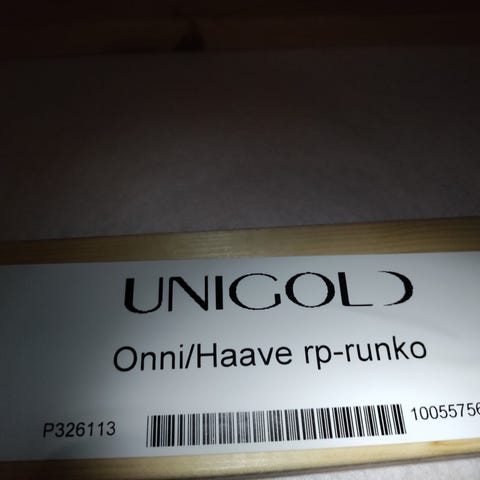 UNIGOLD
Onni/Haave rp-runko
P326113